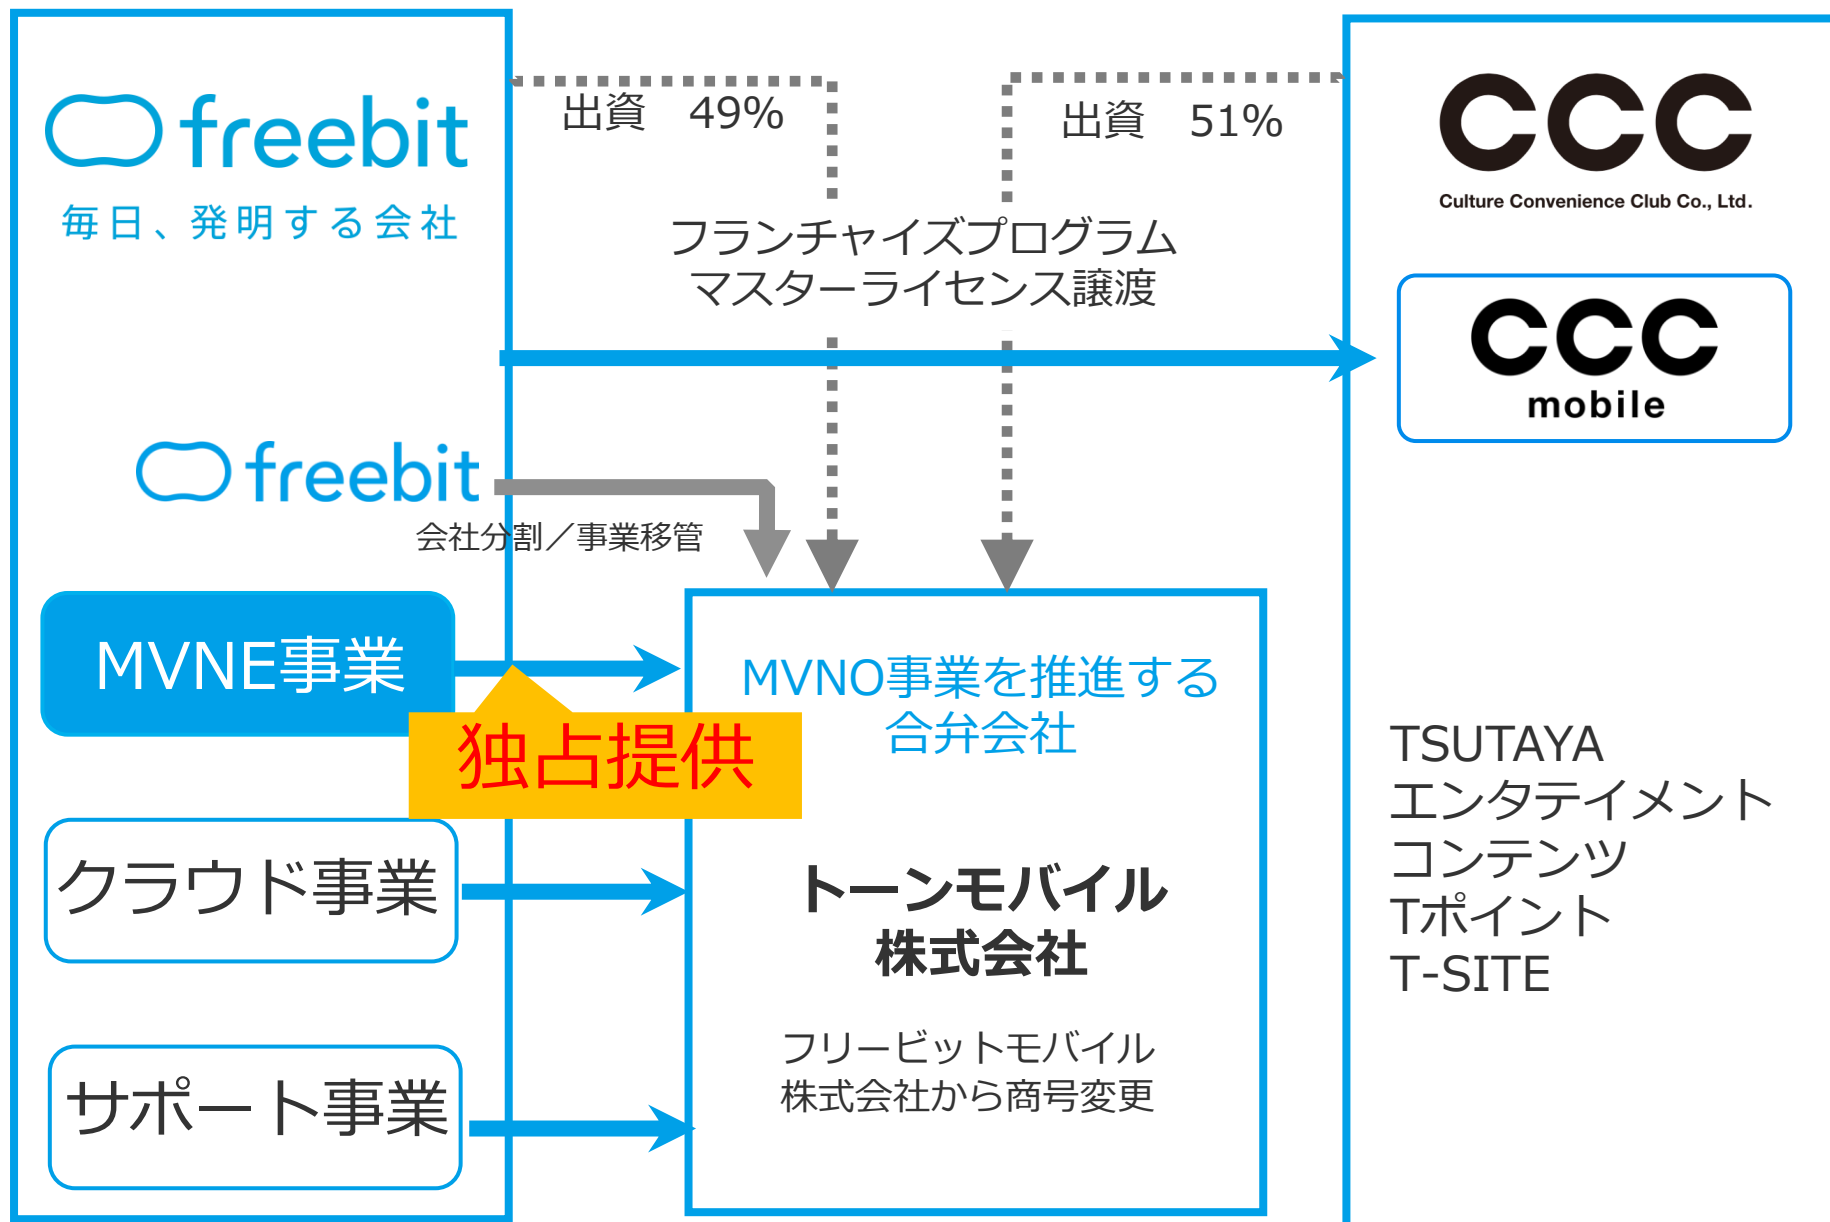 freebit
毎日、発明する会社
出資　49%
出資　51%
CCC
Culture Convenience Club Co., Ltd.
フランチャイズプログラム
マスターライセンス譲渡
CCC
mobile
freebit
会社分割／事業移管
MVNE事業
独占提供
クラウド事業
サポート事業
MVNO事業を推進する
合弁会社
トーンモバイル
株式会社
フリービットモバイル
株式会社から商号変更
TSUTAYA
エンタテイメント
コンテンツ
Tポイント
T-SITE